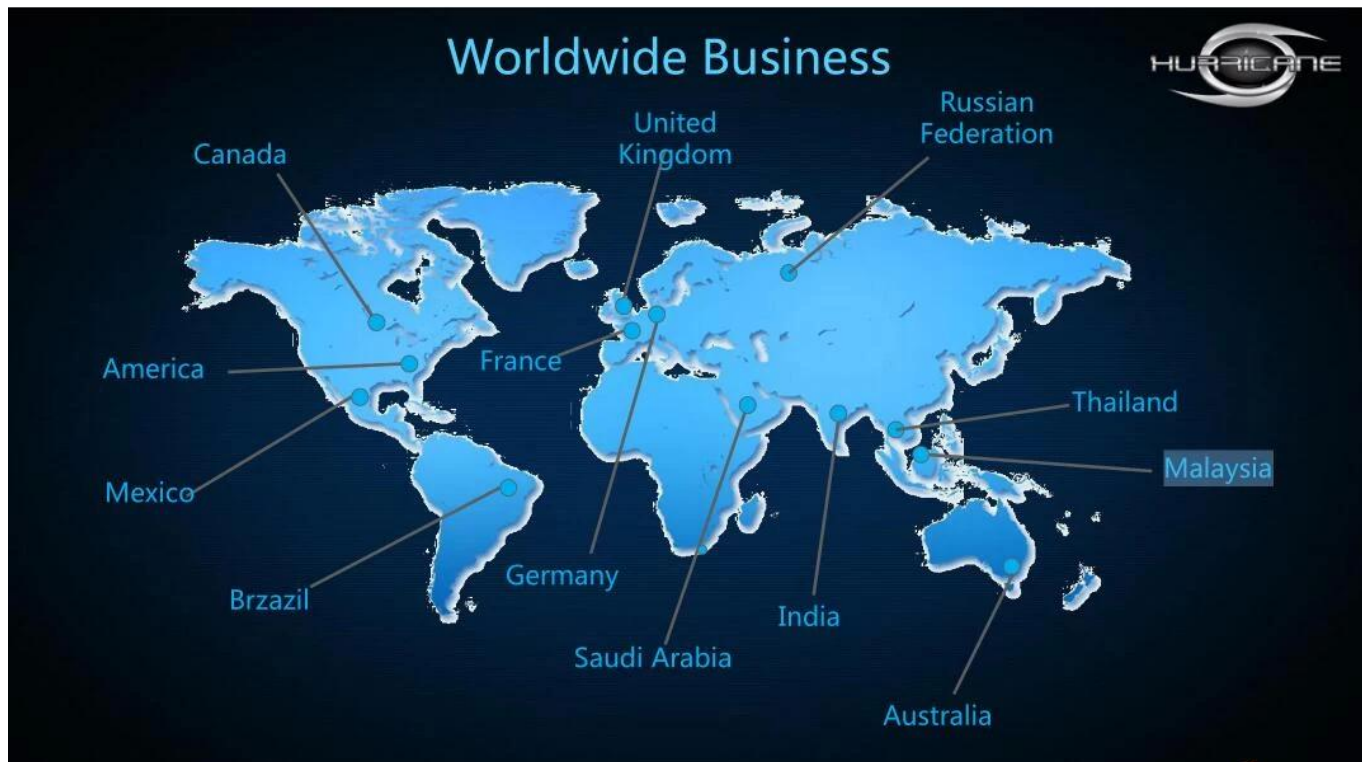 Worldwide Business
HURRICANE
Russian
Federation
United
Kingdom
Canada
America
France
Thailand
Malaysia
Mexico
Germany
Brzazil
India
Saudi Arabia
Australia